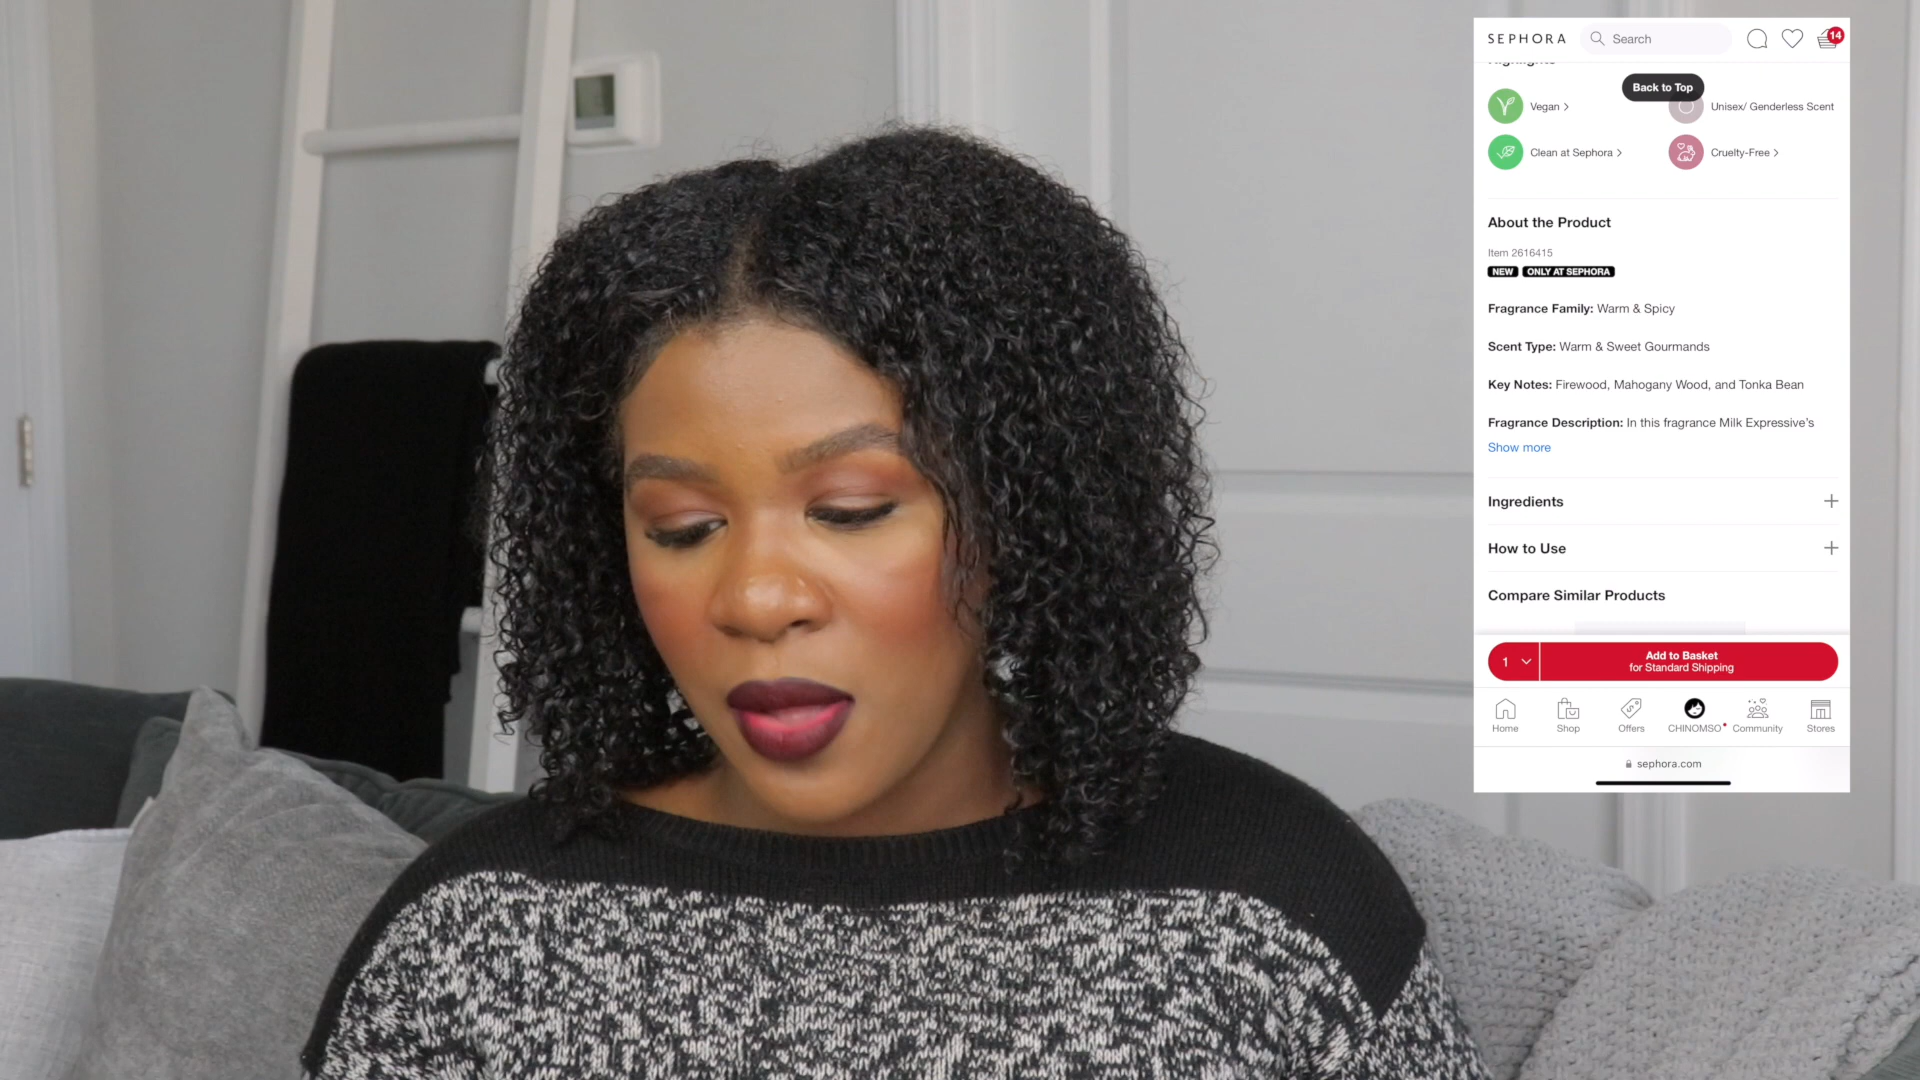 SEPHORA
Search
14
Highlights
Back to Top
Vegan >
Unisex/ Genderless Scent
Clean at Sephora >
Cruelty-Free >
About the Product
Item 2616415
NEW ONLY AT SEPHORA
Fragrance Family: Warm & Spicy
Scent Type: Warm & Sweet Gourmands
Key Notes: Firewood, Mahogany Wood, and Tonka Bean
Fragrance Description: In this fragrance Milk Expressive's
Show more
Ingredients
How to Use
Compare Similar Products
1
Add to Basket
for Standard Shipping
Home
Shop
Offers
CHINOMSO
Community
Stores
sephora.com